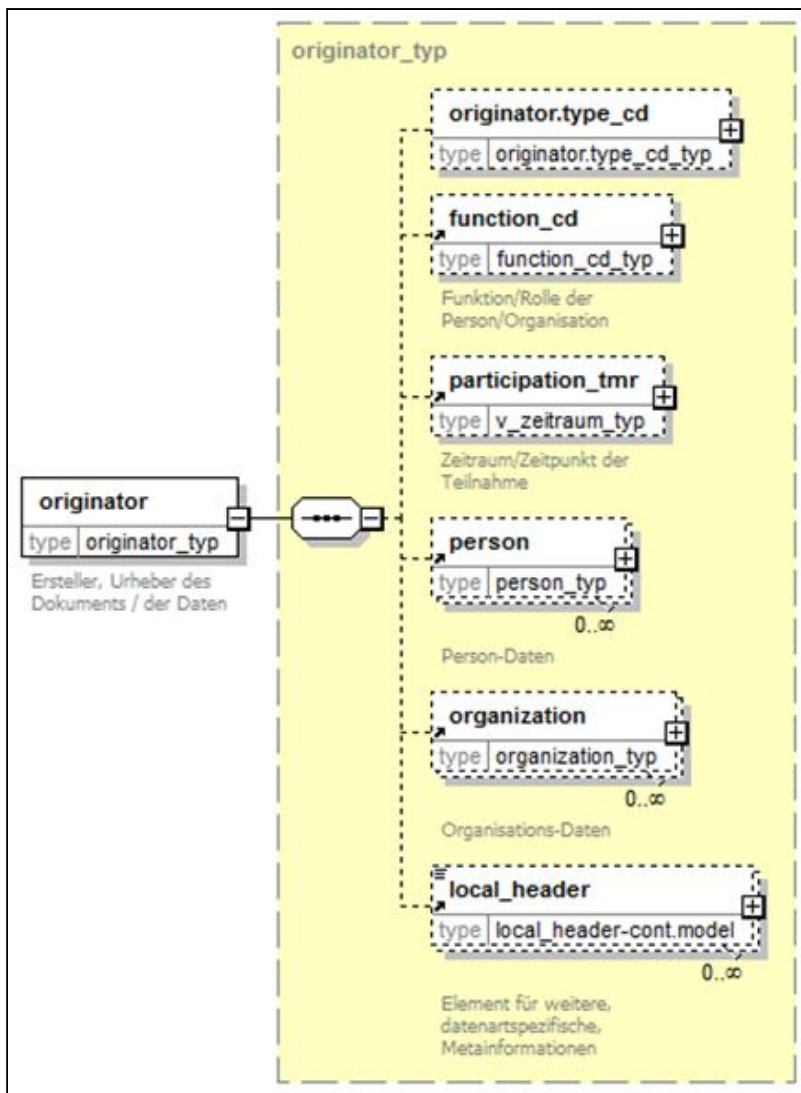 originator_typ
originator.type_cd
type originator.type_cd_typ
function_cd
type function_cd_typ
Funktion/Rolle der
Person/Organisation
participation_tmr
type v_zeitraum_typ
Zeitraum/Zeitpunkt der
Teilnahme
originator
type originator_typ
Ersteller, Urheber des
Dokuments / der Daten
person
type person_typ
0..∞
Person-Daten
organization
type organization_typ
0..∞
Organisations-Daten
local_header
type local_header-cont.model
0..∞
Element für weitere,
datenartspezifische,
Metainformationen